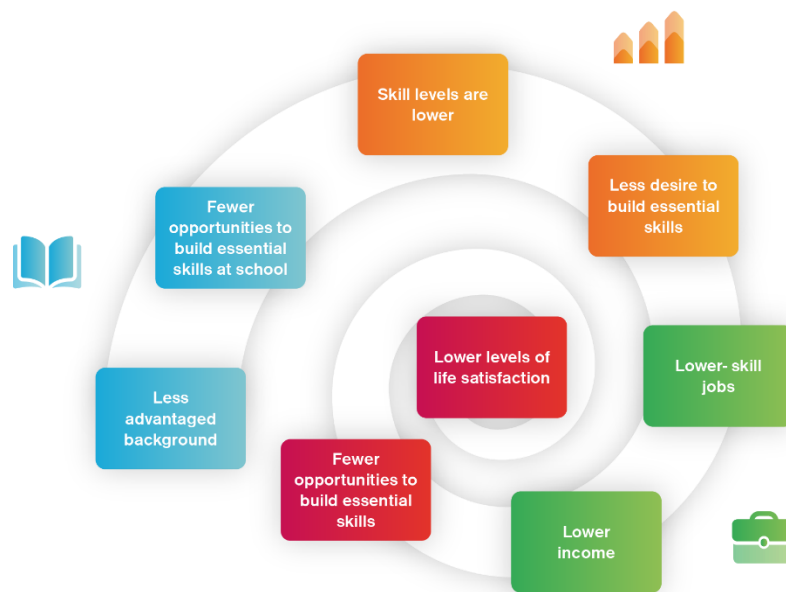 Skill levels are
lower
Less desire to
build essential
skills
Fewer
opportunities to
build essential
skills at school
Lower levels of
life satisfaction
Lower- skill
jobs
Less
advantaged
background
Fewer
opportunities to
build essential
skills
Lower
income